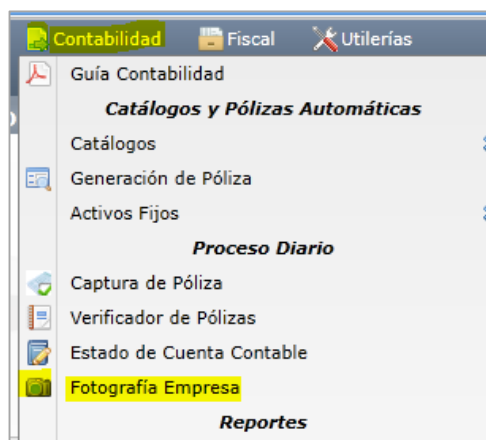 Contabilidad Fiscal Utilerías
Guía Contabilidad
Catálogos y Pólizas Automáticas
Catálogos
Generación de Póliza
Activos Fijos
Proceso Diario
Captura de Póliza
Verificador de Pólizas
Estado de Cuenta Contable
Fotografía Empresa
Reportes